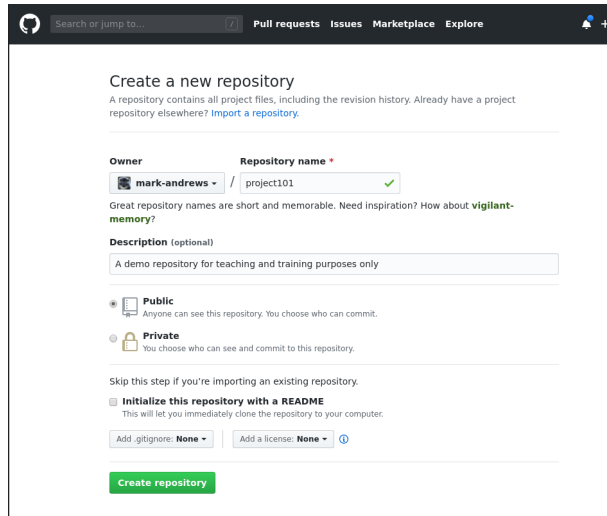 Search or jump to... / Pull requests Issues Marketplace Explore
Create a new repository
A repository contains all project files, including the revision history. Already have a project
repository elsewhere? Import a repository.
Owner Repository name *
mark-andrews / project101
Great repository names are short and memorable. Need inspiration? How about vigilant-
memory?
Description (optional)
A demo repository for teaching and training purposes only
Public
Anyone can see this repository. You choose who can commit.
Private
You choose who can see and commit to this repository.
Skip this step if you're importing an existing repository.
Initialize this repository with a README
This will let you immediately clone the repository to your computer.
Add .gitignore: None Add a license: None
Create repository